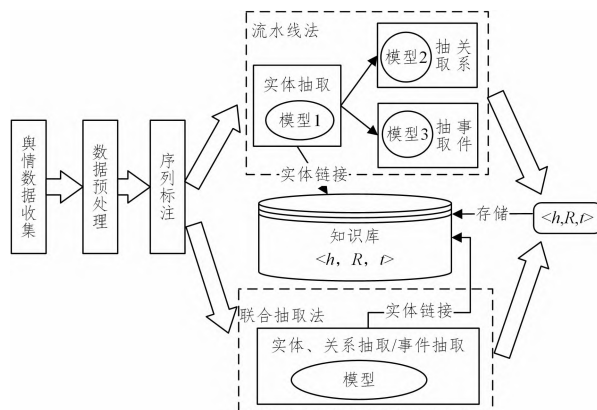 舆情数据收集
数据预处理
序列标注
流水线法
实体抽取
模型1
模型2
关系
抽取
模型3
事件
抽取
实体链接
知识库
<h, R, t>
存储
<h,R,t>
联合抽取法
实体链接
实体、关系抽取/事件抽取
模型